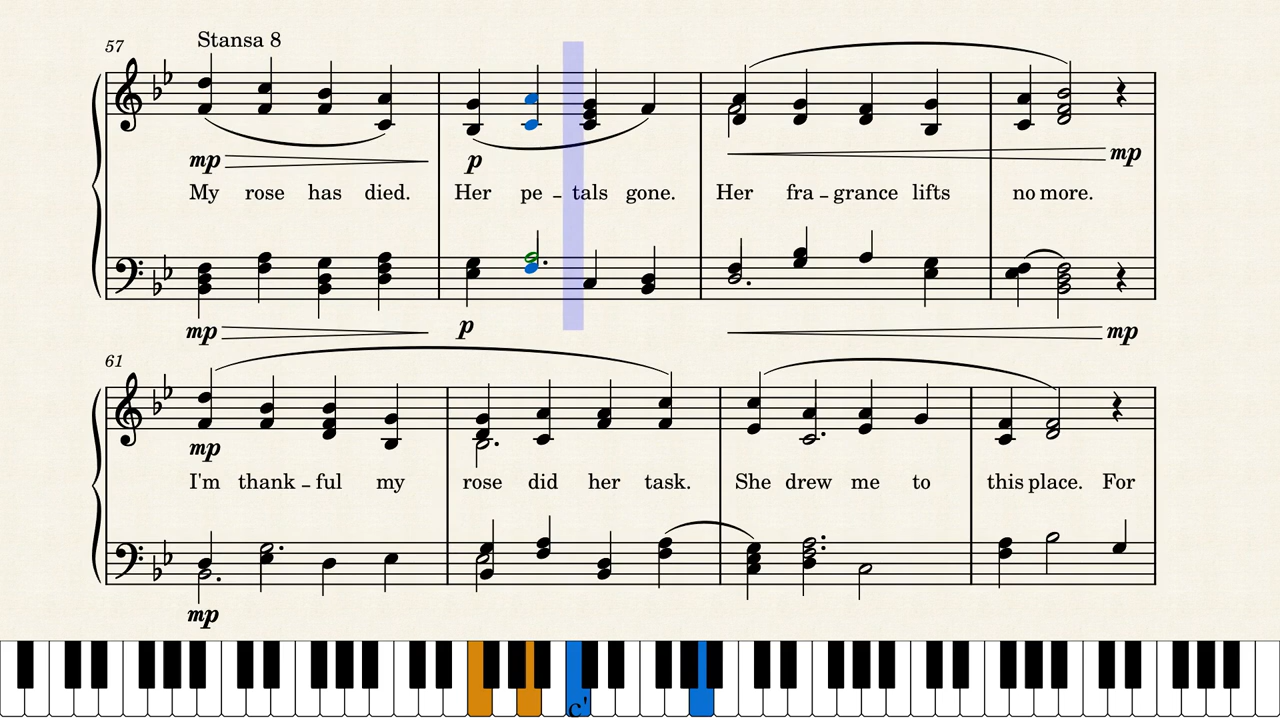 57
Stansa 8
mp
p
mp
My rose has died. Her pe - tals gone. Her fra - grance lifts no more.
mp
p
mp
61
mp
I'm thank - ful my rose did her task. She drew me to this place. For
mp
c'